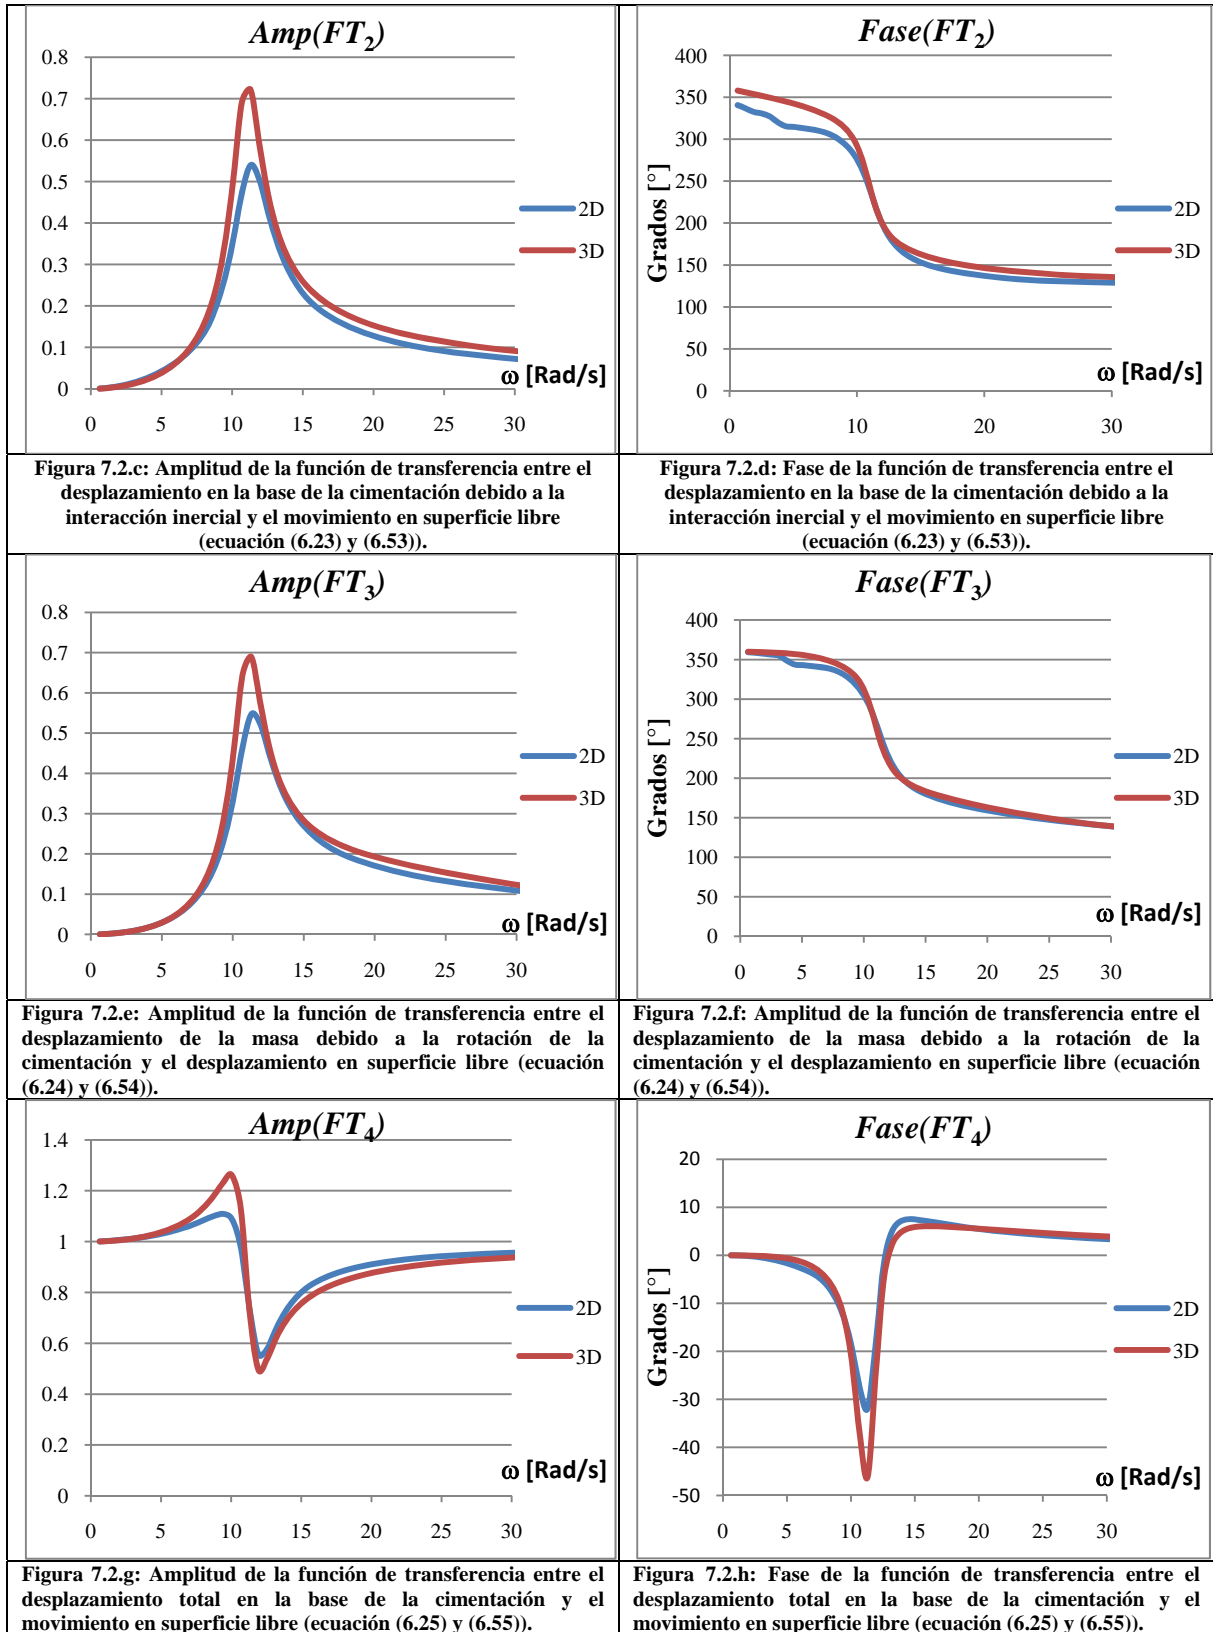 Amp(FT2)
0.8
0.7
0.6
0.5
0.4
0.3
0.2
0.1
0
0 5 10 15 20 25 30
ω [Rad/s]
2D
3D
Figura 7.2.c: Amplitud de la función de transferencia entre el
desplazamiento en la base de la cimentación debido a la
interacción inercial y el movimiento en superficie libre
(ecuación (6.23) y (6.53)).
Fase(FT2)
Grados [°]
400
350
300
250
200
150
100
50
0
0 10 20 30
ω [Rad/s]
2D
3D
Figura 7.2.d: Fase de la función de transferencia entre el
desplazamiento en la base de la cimentación debido a la
interacción inercial y el movimiento en superficie libre
(ecuación (6.23) y (6.53)).
Amp(FT3)
0.8
0.7
0.6
0.5
0.4
0.3
0.2
0.1
0
0 5 10 15 20 25 30
ω [Rad/s]
2D
3D
Figura 7.2.e: Amplitud de la función de transferencia entre el
desplazamiento de la masa debido a la rotación de la
cimentación y el desplazamiento en superficie libre (ecuación
(6.24) y (6.54)).
Fase(FT3)
Grados [°]
400
350
300
250
200
150
100
50
0
0 5 10 15 20 25 30
ω [Rad/s]
2D
3D
Figura 7.2.f: Amplitud de la función de transferencia entre el
desplazamiento de la masa debido a la rotación de la
cimentación y el desplazamiento en superficie libre (ecuación
(6.24) y (6.54)).
Amp(FT4)
1.4
1.2
1
0.8
0.6
0.4
0.2
0
0 5 10 15 20 25 30
ω [Rad/s]
2D
3D
Figura 7.2.g: Amplitud de la función de transferencia entre el
desplazamiento total en la base de la cimentación y el
movimiento en superficie libre (ecuación (6.25) y (6.55)).
Fase(FT4)
Grados [°]
20
10
0
-10
-20
-30
-40
-50
0 5 10 15 20 25 30
ω [Rad/s]
2D
3D
Figura 7.2.h: Fase de la función de transferencia entre el
desplazamiento total en la base de la cimentación y el
movimiento en superficie libre (ecuación (6.25) y (6.55)).